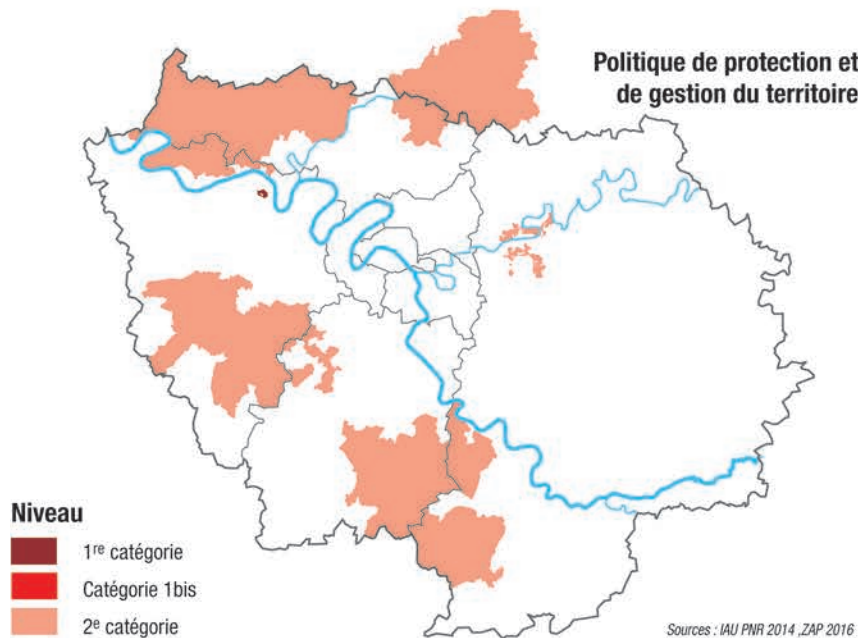 Politique de protection et
de gestion du territoire
Niveau
1re catégorie
Catégorie 1bis
2e catégorie
Sources : IAU PNR 2014 ,ZAP 2016